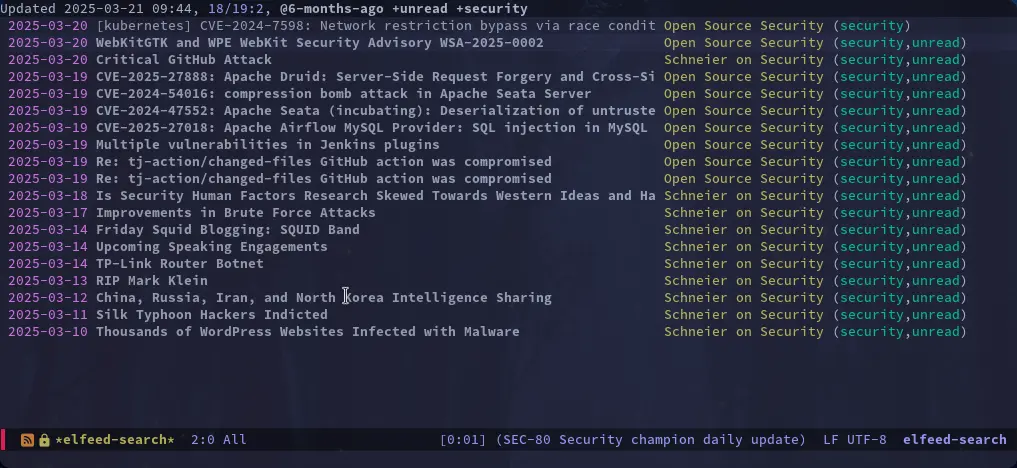 Updated 2025-03-21 09:44, 18/19:2, @6-months-ago +unread +security
2025-03-20 [kubernetes] CVE-2024-7598: Network restriction bypass via race condit Open Source Security (security)
2025-03-20 WebKitGTK and WPE WebKit Security Advisory WSA-2025-0002 Open Source Security (security,unread)
2025-03-20 Critical GitHub Attack Schneier on Security (security,unread)
2025-03-19 CVE-2025-27888: Apache Druid: Server-Side Request Forgery and Cross-Si Open Source Security (security,unread)
2025-03-19 CVE-2024-54016: compression bomb attack in Apache Seata Server Open Source Security (security,unread)
2025-03-19 CVE-2024-47552: Apache Seata (incubating): Deserialization of untruste Open Source Security (security,unread)
2025-03-19 CVE-2025-27018: Apache Airflow MySQL Provider: SQL injection in MySQL Open Source Security (security,unread)
2025-03-19 Multiple vulnerabilities in Jenkins plugins Open Source Security (security,unread)
2025-03-19 Re: tj-action/changed-files GitHub action was compromised Open Source Security (security,unread)
2025-03-19 Re: tj-action/changed-files GitHub action was compromised Open Source Security (security,unread)
2025-03-18 Is Security Human Factors Research Skewed Towards Western Ideas and Ha Schneier on Security (security,unread)
2025-03-17 Improvements in Brute Force Attacks Schneier on Security (security,unread)
2025-03-14 Friday Squid Blogging: SQUID Band Schneier on Security (security,unread)
2025-03-14 Upcoming Speaking Engagements Schneier on Security (security,unread)
2025-03-14 TP-Link Router Botnet Schneier on Security (security,unread)
2025-03-13 RIP Mark Klein Schneier on Security (security,unread)
2025-03-12 China, Russia, Iran, and North Korea Intelligence Sharing Schneier on Security (security,unread)
2025-03-11 Silk Typhoon Hackers Indicted Schneier on Security (security,unread)
2025-03-10 Thousands of WordPress Websites Infected with Malware Schneier on Security (security,unread)
*elfeed-search* 2:0 All [0:01] (SEC-80 Security champion daily update) LF UTF-8 elfeed-search